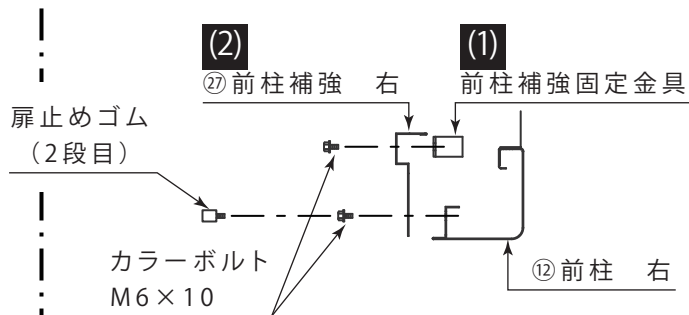 (2)
(1)
㉗前柱補強　右
前柱補強固定金具
扉止めゴム
（2段目）
カラーボルト
M6×10
⑫前柱　右